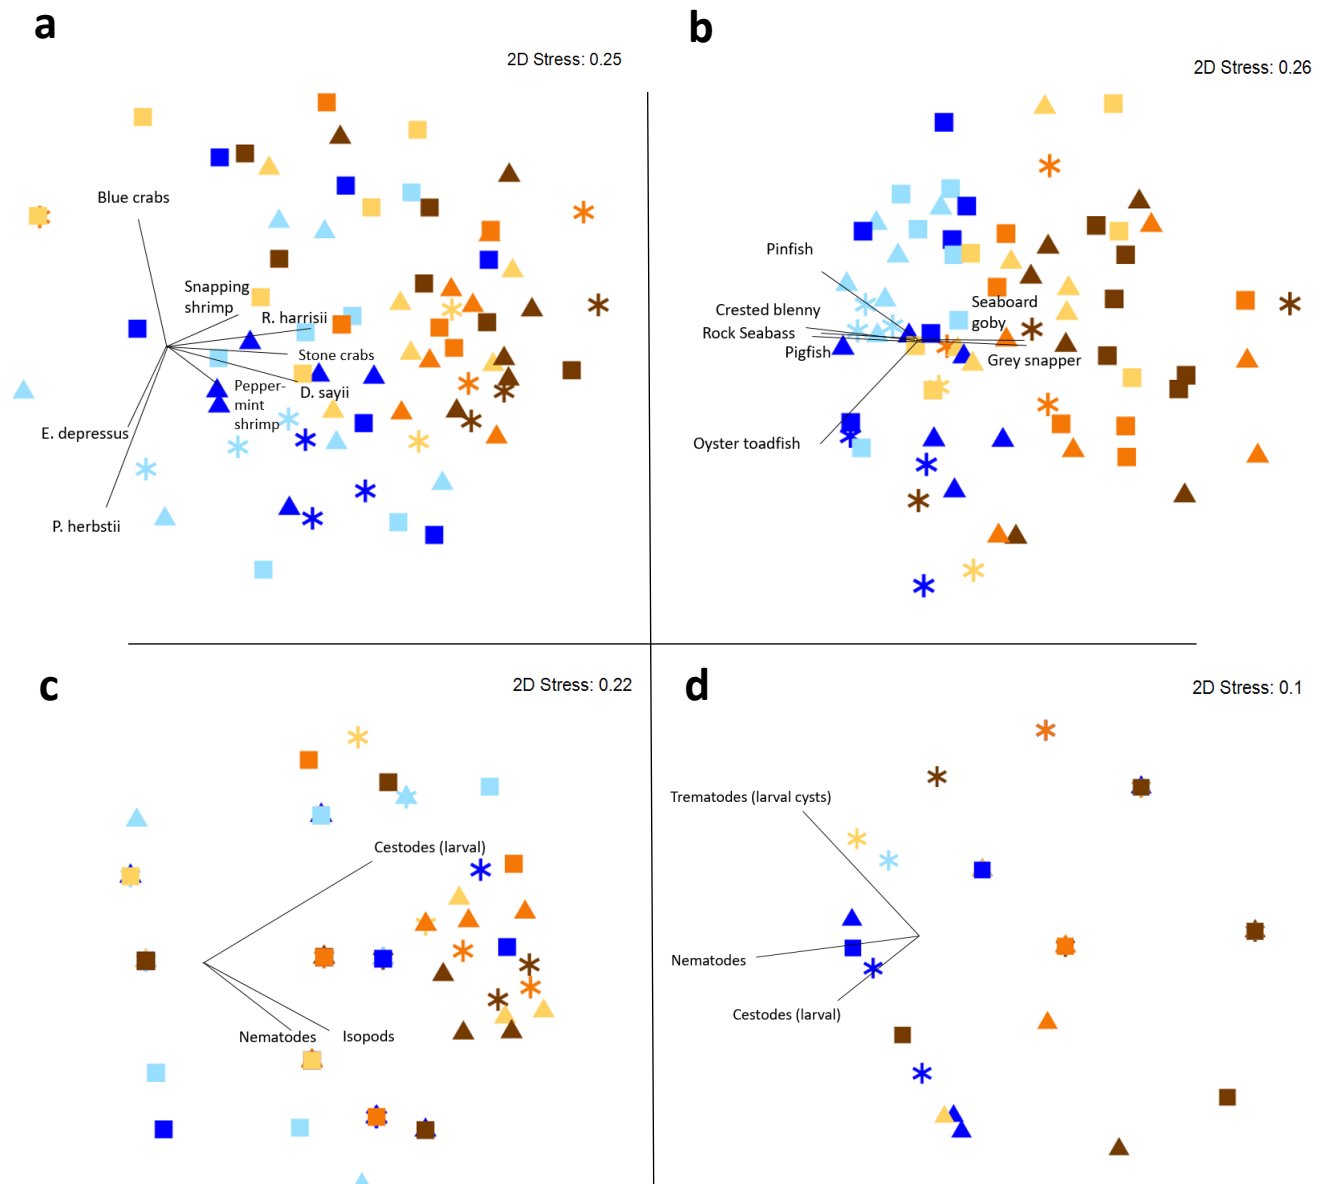 a
2D Stress: 0.25
Blue crabs
Snapping
shrimp
R. harrisii
Stone crabs
D. sayii
Pepper-
mint
shrimp
E. depressus
P. herbstii
b
2D Stress: 0.26
Pinfish
Crested blenny
Rock Seabass
Pigfish
Seaboard
goby
Grey snapper
Oyster toadfish
c
2D Stress: 0.22
Cestodes (larval)
Nematodes
Isopods
d
2D Stress: 0.1
Trematodes (larval cysts)
Nematodes
Cestodes (larval)